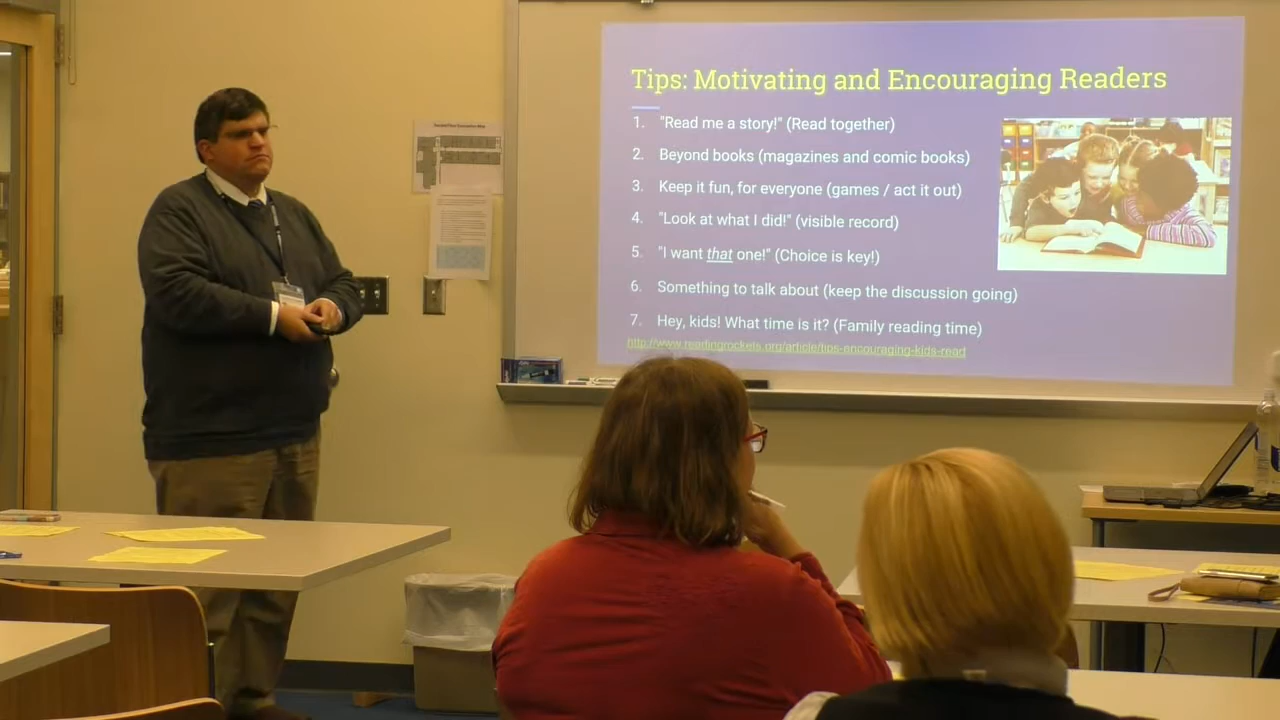 Tips: Motivating and Encouraging Readers
1. "Read me a story!" (Read together)
2. Beyond books (magazines and comic books)
3. Keep it fun, for everyone (games / act it out)
4. "Look at what I did!" (visible record)
5. "I want that one!" (Choice is key!)
6. Something to talk about (keep the discussion going)
7. Hey, kids! What time is it? (Family reading time)
http://www.readingrockets.org/article/tips-encouraging-kids-read